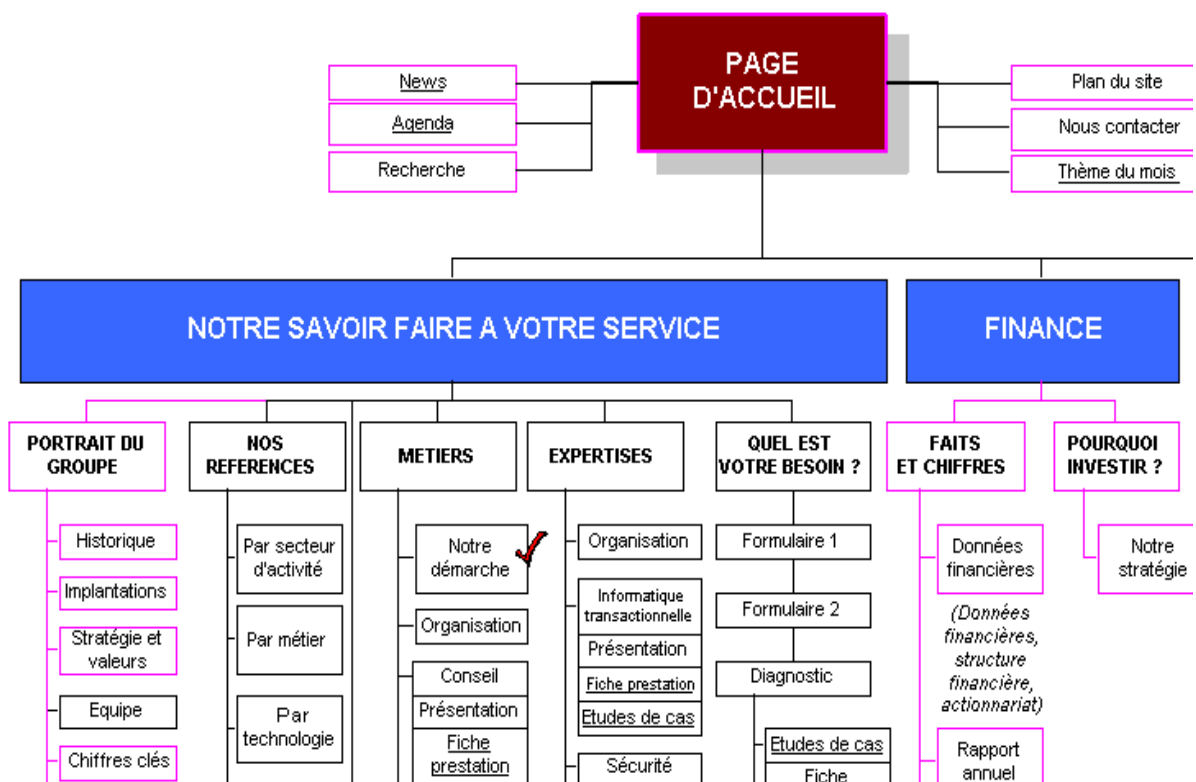 PAGE
D'ACCUEIL
News
Agenda
Recherche
Plan du site
Nous contacter
Thème du mois
NOTRE SAVOIR FAIRE A VOTRE SERVICE
FINANCE
PORTRAIT DU
GROUPE
Historique
Implantations
Stratégie et
valeurs
Equipe
Chiffres clés
NOS
REFERENCES
Par secteur
d'activité
Par métier
Par
technologie
METIERS
Notre
démarche
Organisation
Conseil
Présentation
Fiche
prestation
EXPERTISES
Organisation
Informatique
transactionnelle
Présentation
Fiche prestation
Etudes de cas
Sécurité
QUEL EST
VOTRE BESOIN ?
Formulaire 1
Formulaire 2
Diagnostic
Etudes de cas
Fiche
FAITS
ET CHIFFRES
Données
financières
(Données
financières,
structure
financière,
actionnariat)
Rapport
annuel
POURQUOI
INVESTIR ?
Notre
stratégie